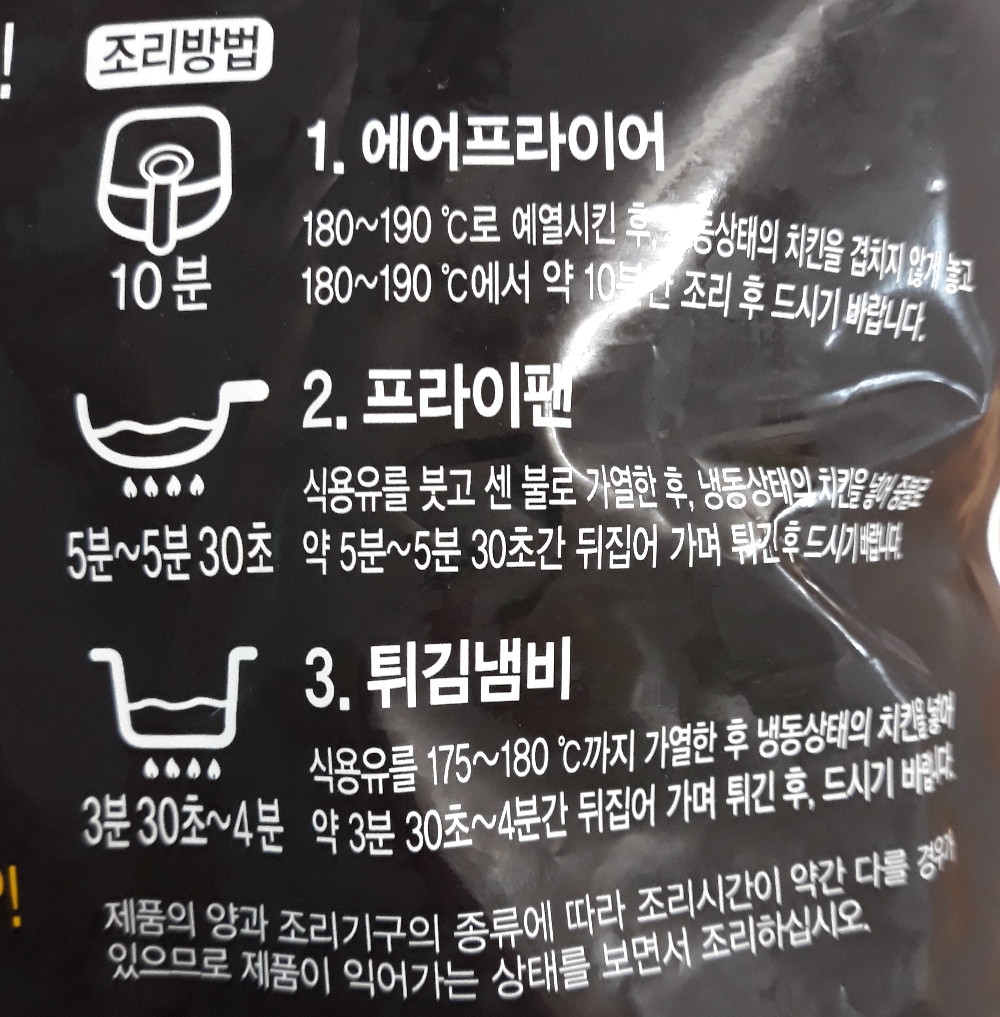 !
조리방법
1. 에어프라이어
180~190 ℃로 예열시킨 후, 냉동상태의 치킨을 겹치지 않게 놓고
180~190 ℃에서 약 10분간 조리 후 드시기 바랍니다.
10 분
2. 프라이팬
식용유를 붓고 센 불로 가열한 후, 냉동상태의 치킨을 넣어 중불로
약 5분~5분 30초간 뒤집어 가며 튀긴 후 드시기 바랍니다.
5분~5분 30초
3. 튀김냄비
식용유를 175~180 ℃까지 가열한 후 냉동상태의 치킨을 넣어
약 3분 30초~4분간 뒤집어 가며 튀긴 후, 드시기 바랍니다.
3분 30초~4분
!
제품의 양과 조리기구의 종류에 따라 조리시간이 약간 다를 경우가
있으므로 제품이 익어가는 상태를 보면서 조리하십시오.